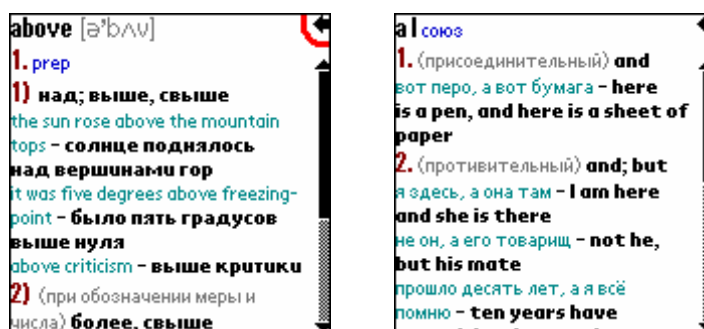 above [ə'bʌv]
1. prep
1) над; выше, свыше
the sun rose above the mountain
tops – солнце поднялось
над вершинами гор
it was five degrees above freezing-
point – было пять градусов
выше нуля
above criticism – выше критики
2) (при обозначении меры и
числа) более, свыше
a I союз
1. (присоединительный) and
вот перо, а вот бумага – here
is a pen, and here is a sheet of
paper
2. (противительный) and; but
я здесь, а она там – I am here
and she is there
не он, а его товарищ – not he,
but his mate
прошло десять лет, а я всё
помню – ten years have